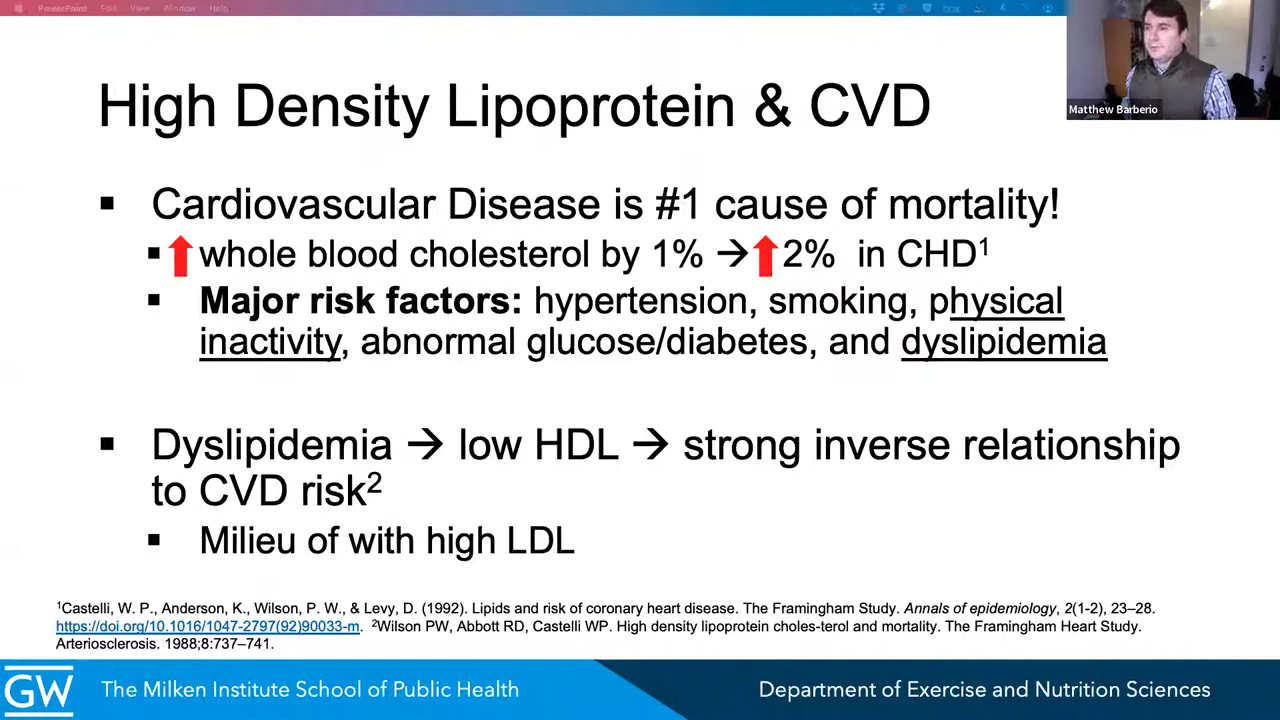 PowerPoint Edit View Window Help
box
High Density Lipoprotein & CVD
Matthew Barberio
▪ Cardiovascular Disease is #1 cause of mortality!
▪ ⬆ whole blood cholesterol by 1% → ⬆ 2% in CHD¹
▪ Major risk factors: hypertension, smoking, physical
inactivity, abnormal glucose/diabetes, and dyslipidemia
▪ Dyslipidemia → low HDL → strong inverse relationship
to CVD risk²
▪ Milieu of with high LDL
¹Castelli, W. P., Anderson, K., Wilson, P. W., & Levy, D. (1992). Lipids and risk of coronary heart disease. The Framingham Study. Annals of epidemiology, 2(1-2), 23–28.
https://doi.org/10.1016/1047-2797(92)90033-m. ²Wilson PW, Abbott RD, Castelli WP. High density lipoprotein choles-terol and mortality. The Framingham Heart Study.
Arteriosclerosis. 1988;8:737–741.
GW The Milken Institute School of Public Health
Department of Exercise and Nutrition Sciences